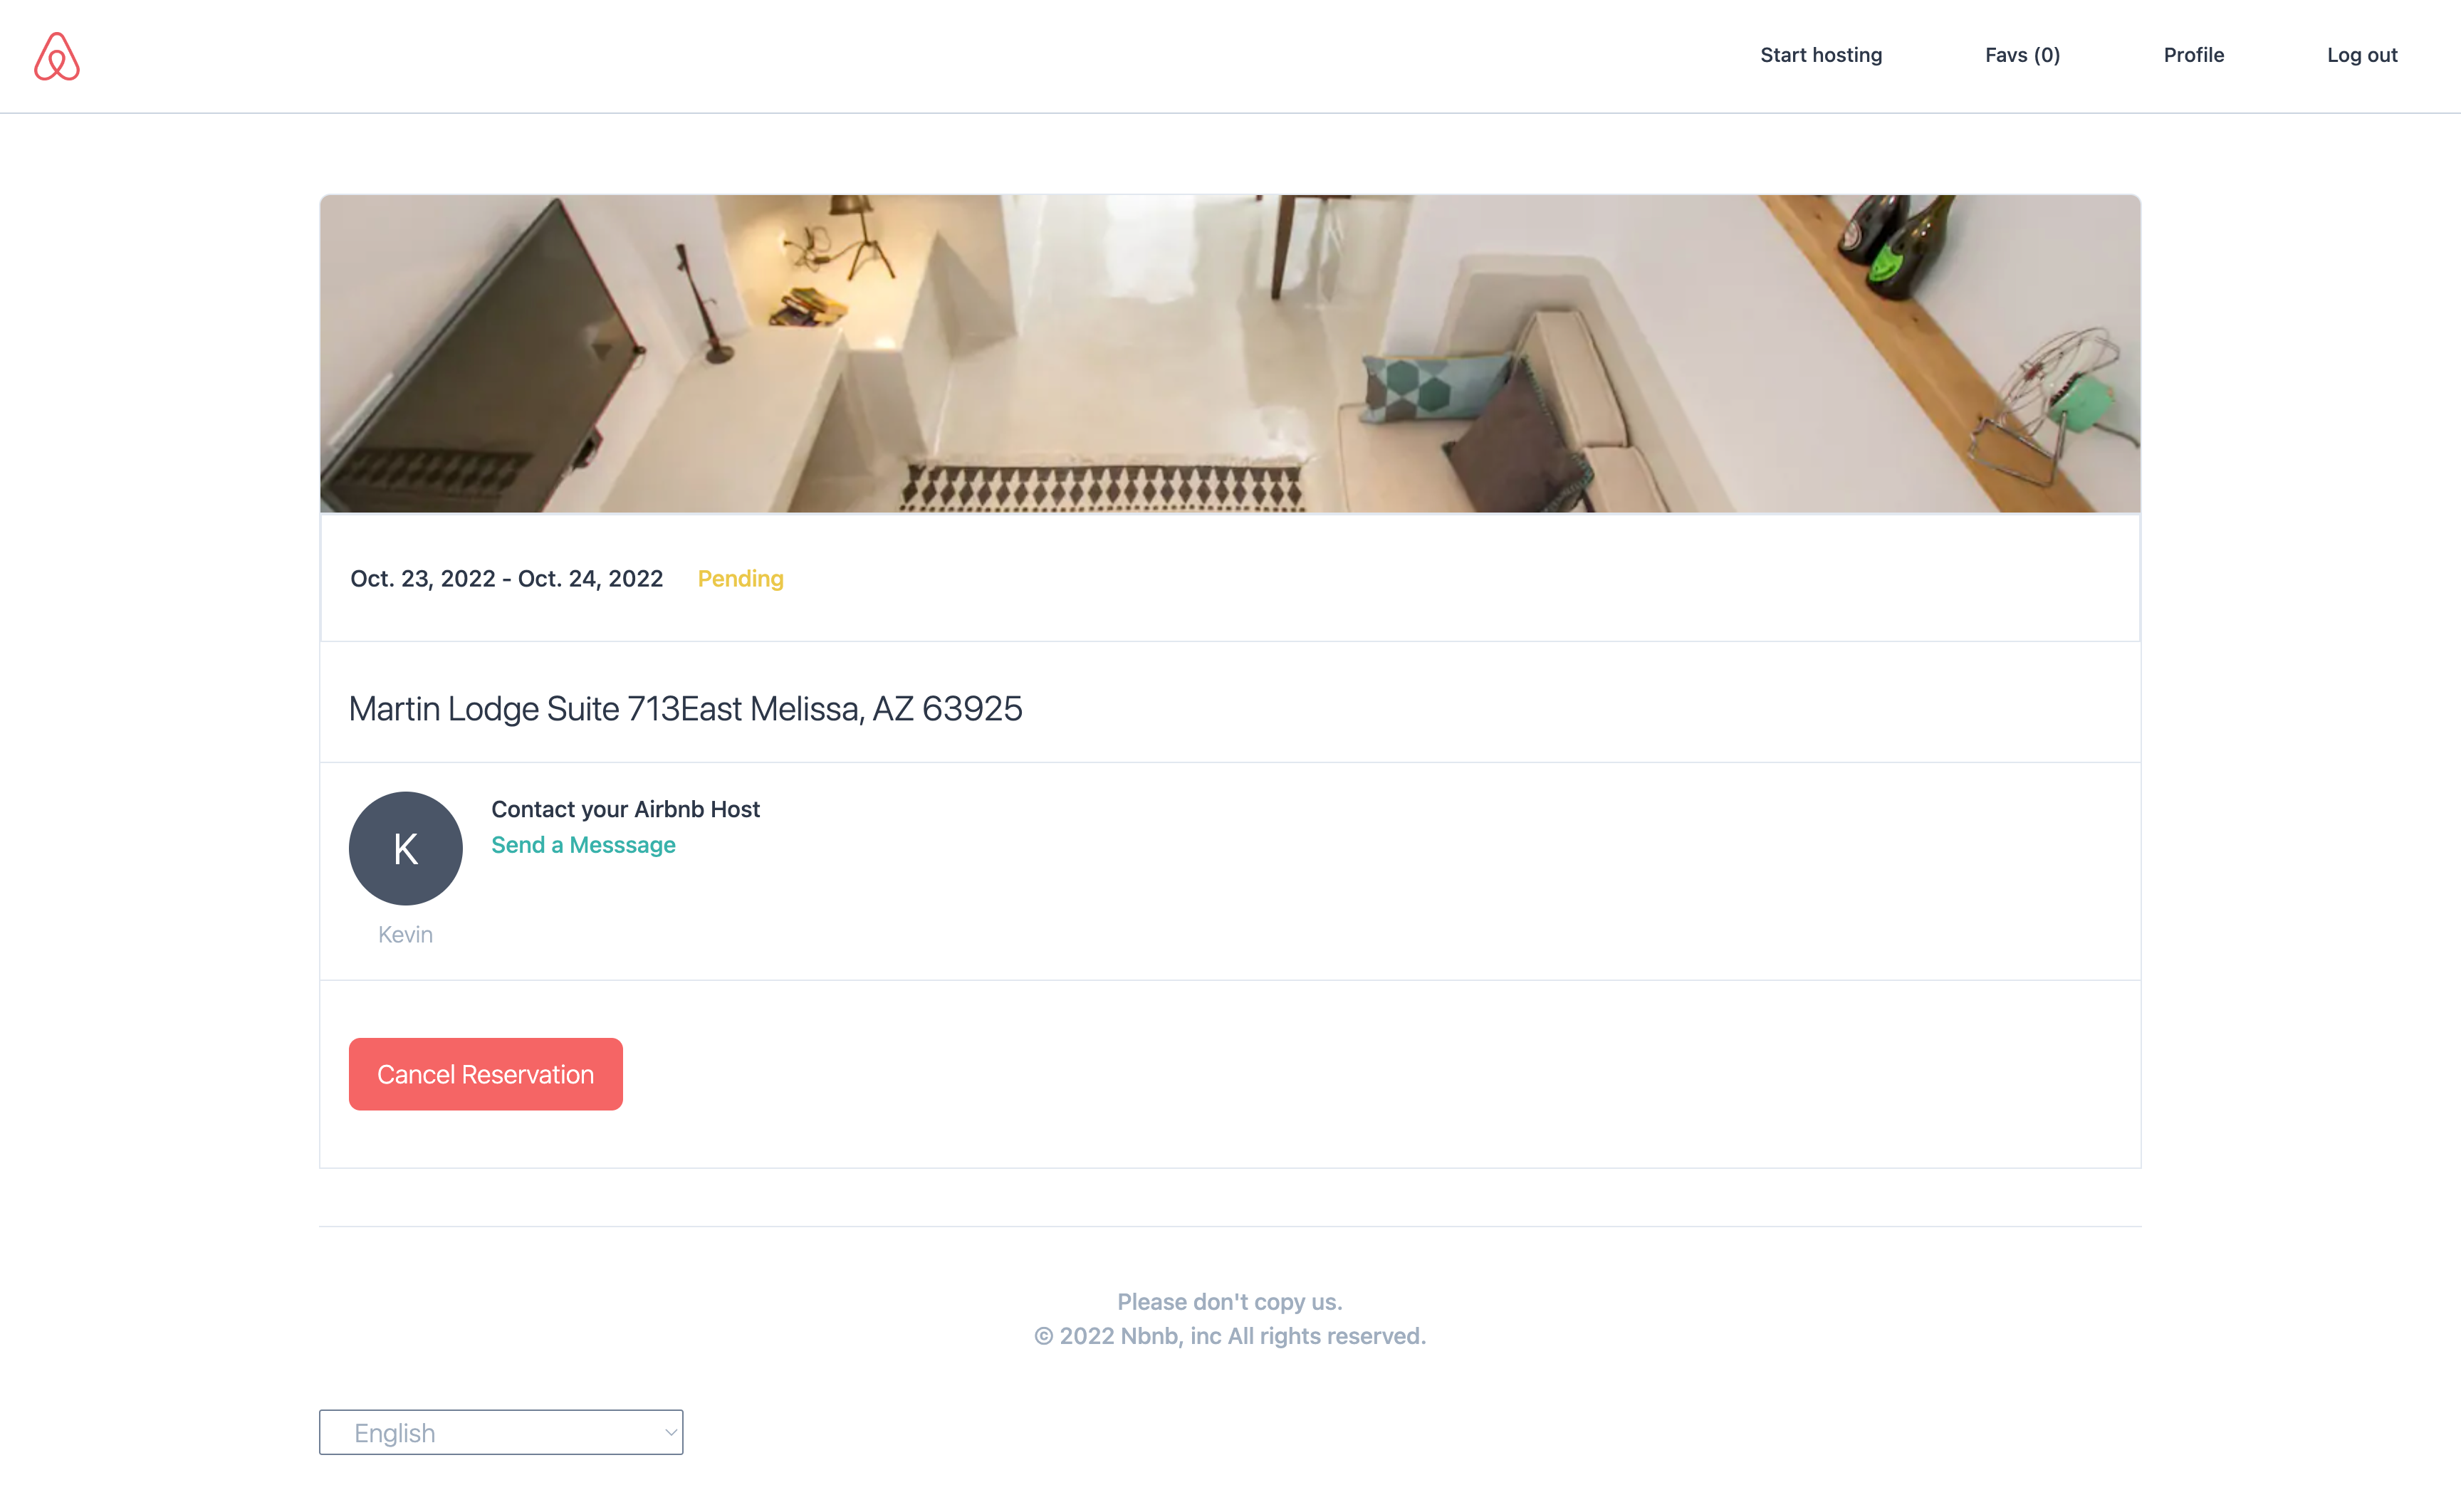 Start hosting
Favs (0)
Profile
Log out
Oct. 23, 2022 - Oct. 24, 2022 Pending
Martin Lodge Suite 713East Melissa, AZ 63925
K
Contact your Airbnb Host
Send a Messsage
Kevin
Cancel Reservation
Please don't copy us.
© 2022 Nbnb, inc All rights reserved.
English